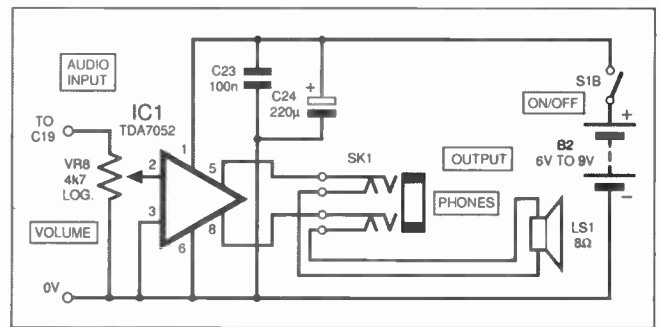 AUDIO
INPUT
TO
C19
VR8
4k7
LOG.
VOLUME
0V
IC1
TDA7052
1
2
3
5
6
8
C23
100n
+
C24
220µ
SK1
OUTPUT
PHONES
S1B
ON/OFF
+
B2
6V TO 9V
−
LS1
8Ω